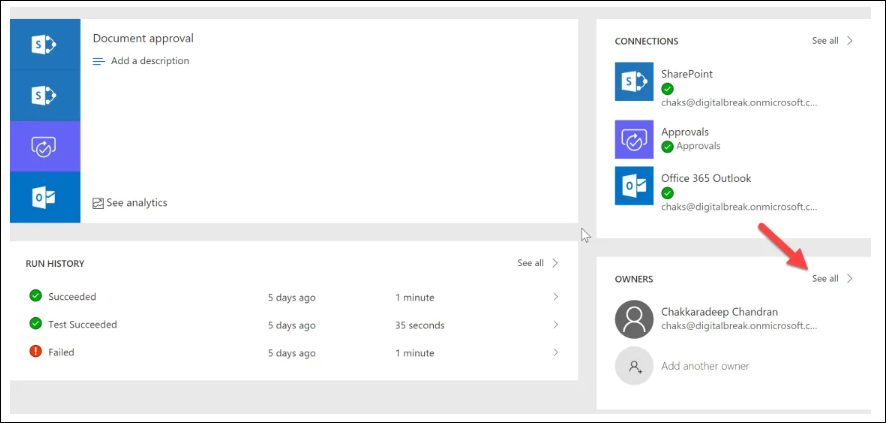 Document approval
Add a description
See analytics
RUN HISTORY See all
Succeeded 5 days ago 1 minute
Test Succeeded 5 days ago 35 seconds
Failed 5 days ago 1 minute
CONNECTIONS See all
SharePoint
chaks@digitalbreak.onmicrosoft.c...
Approvals
Approvals
Office 365 Outlook
chaks@digitalbreak.onmicrosoft.c...
OWNERS See all
Chakkaradeep Chandran
chaks@digitalbreak.onmicrosoft.c...
Add another owner